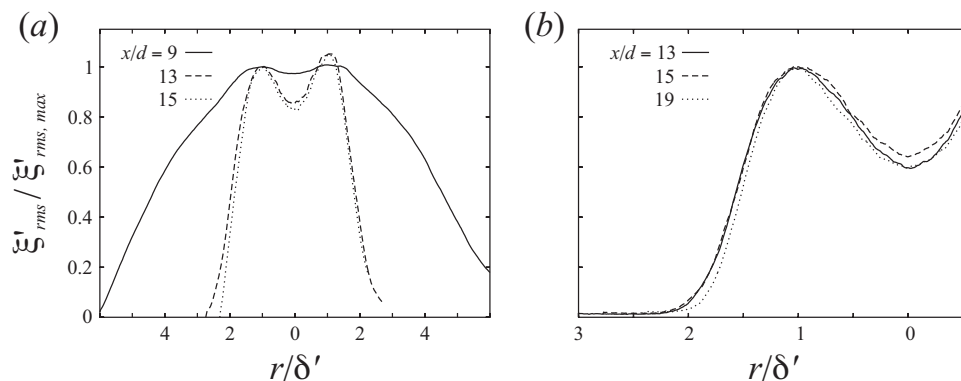 (a)
x/d = 9
13
15
1
0.8
0.6
0.4
0.2
0
4 2 0 2 4
r/δ′
ξ′rms / ξ′rms, max
(b)
x/d = 13
15
19
3 2 1 0
r/δ′